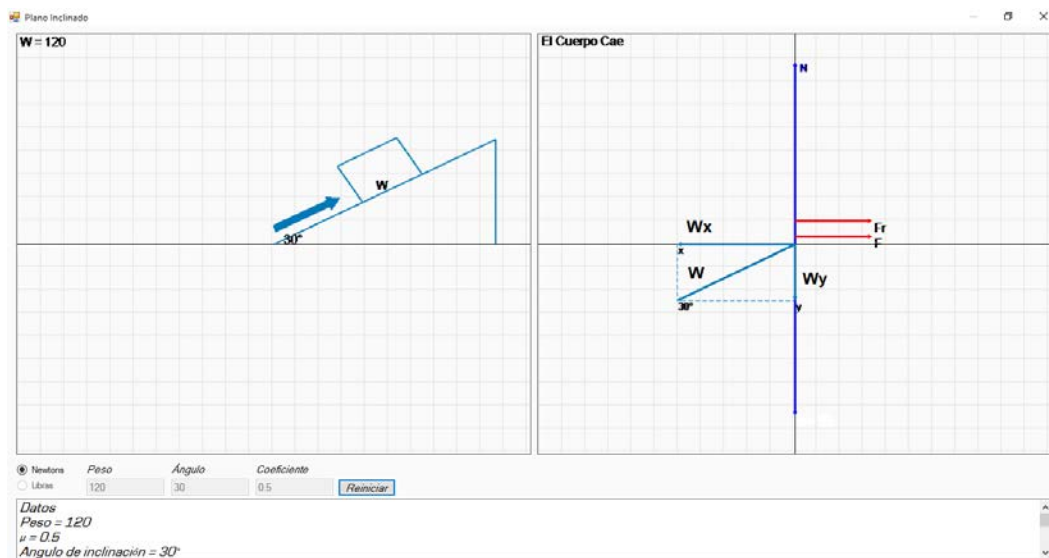 Plano Inclinado
W = 120
W
30°
El Cuerpo Cae
N
Fr
F
Wx
x
W
Wy
30°
y
Newtons
Libras
Peso
120
Ángulo
30
Coeficiente
0.5
Reiniciar
Datos
Peso = 120
μ = 0.5
Angulo de inclinación = 30°